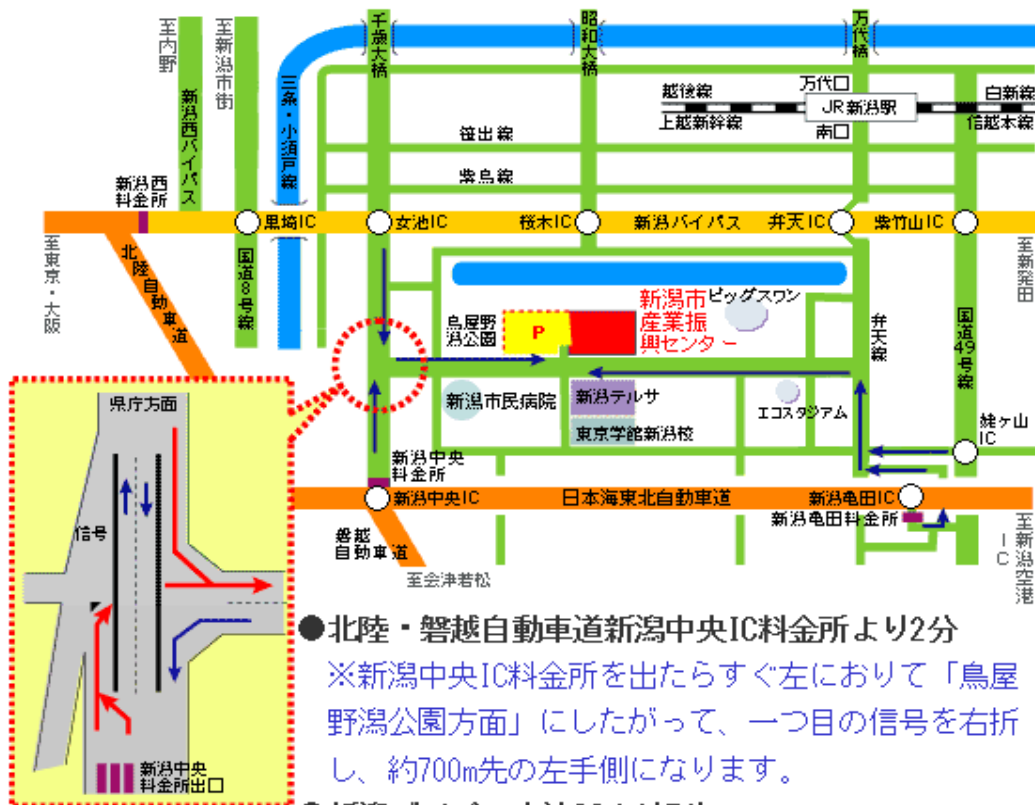 至内野
至新潟市街
新潟西バイパス
三条・小須戸線
千歳大橋
昭和大橋
万代橋
万代口
越後線
白新線
JR新潟駅
上越新幹線
信越本線
南口
笹出線
紫鳥線
新潟西
料金所
黒埼IC
女池IC
桜木IC
新潟バイパス
弁天IC
紫竹山IC
至東京・大阪
北陸自動車道
国道8号線
至新発田
鳥屋野
潟公園
P
新潟市
産業振
興センター
ビッグスワン
弁天線
国道49号線
新潟市民病院
新潟テルサ
東京学館新潟校
エコスタジアム
姥ヶ山
IC
新潟中央
料金所
新潟中央IC
日本海東北自動車道
新潟亀田IC
新潟亀田料金所
磐越
自動車道
至会津若松
至新潟空港
IC
県庁方面
信号
新潟中央
料金所出口
●北陸・磐越自動車道新潟中央IC料金所より2分
※新潟中央IC料金所を出たらすぐ左におりて「鳥屋
野潟公園方面」にしたがって、一つ目の信号を右折
し、約700m先の左手側になります。